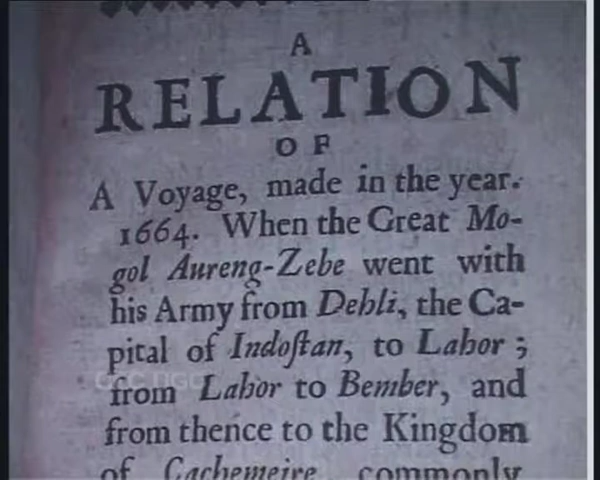 A
RELATION
OF
A Voyage, made in the year.
1664. When the Great Mo-
gol Aureng-Zebe went with
his Army from Dehli, the Ca-
pital of Indoſtan, to Lahor ;
from Lahor to Bember, and
from thence to the Kingdom
of Cachemeire commonly